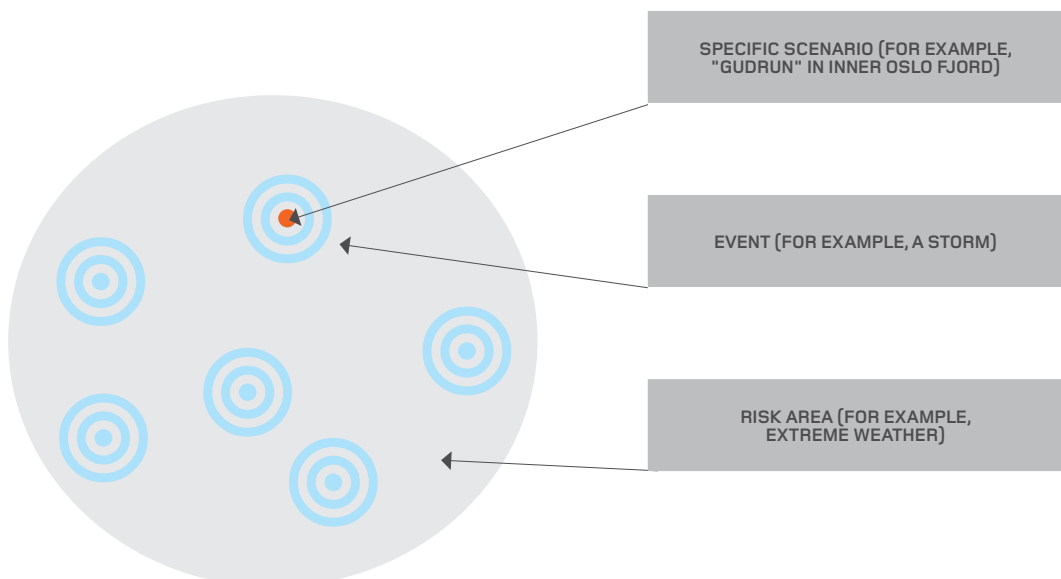 SPECIFIC SCENARIO (FOR EXAMPLE,
"GUDRUN" IN INNER OSLO FJORD)
EVENT (FOR EXAMPLE, A STORM)
RISK AREA (FOR EXAMPLE,
EXTREME WEATHER)